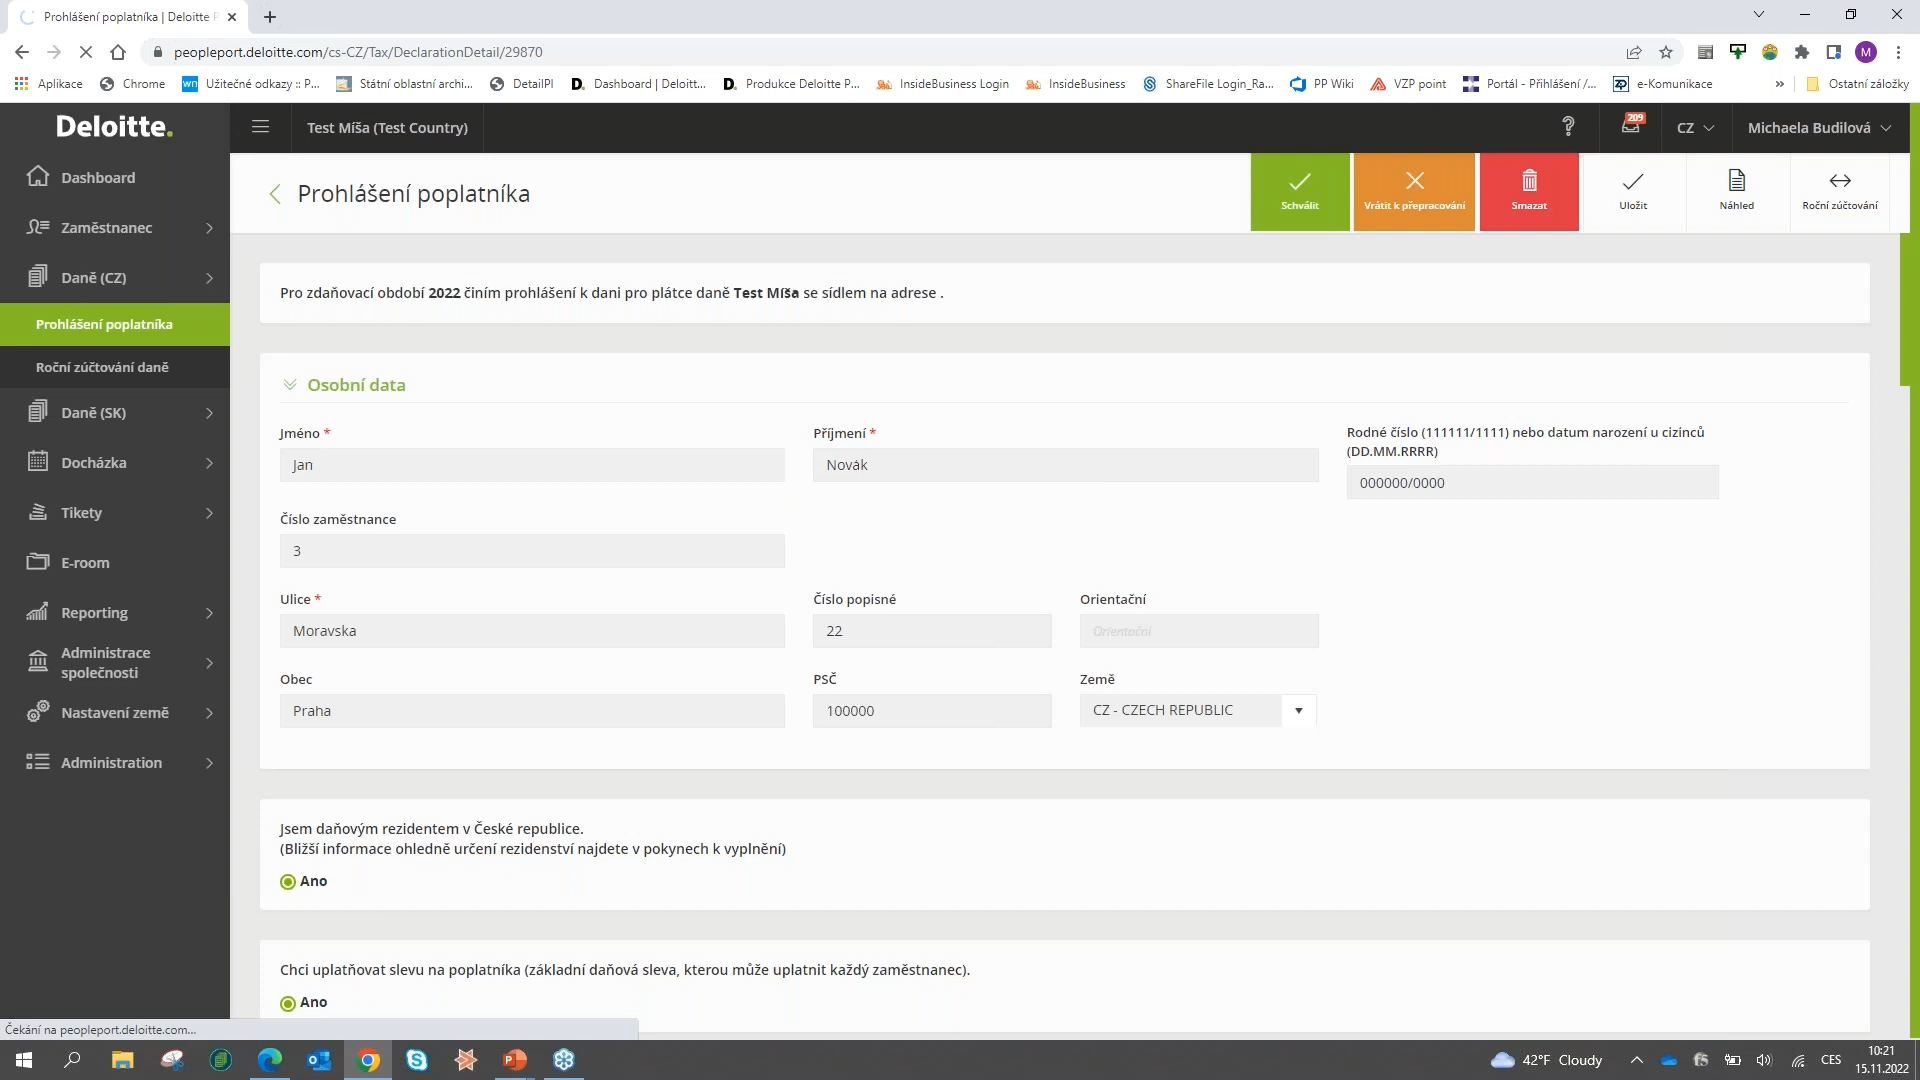 Prohlášení poplatníka | Deloitte P
peopleport.deloitte.com/cs-CZ/Tax/DeclarationDetail/29870
M
Aplikace
Chrome
wn
Užitečné odkazy :: P...
Státní oblastní archi...
DetailPI
D.
Dashboard | Deloitt...
D.
Produkce Deloitte P...
InsideBusiness Login
InsideBusiness
ShareFile Login_Ra...
PP Wiki
VZP point
Portál - Přihlášení /...
e-Komunikace
»
Ostatní záložky
Deloitte.
Test Míša (Test Country)
?
209
CZ
Michaela Budilová
Dashboard
Zaměstnanec
Daně (CZ)
Prohlášení poplatníka
Roční zúčtování daně
Daně (SK)
Docházka
Tikety
E-room
Reporting
Administrace
společnosti
Nastavení země
Administration
Prohlášení poplatníka
Schválit
Vrátit k přepracování
Smazat
Uložit
Náhled
Roční zúčtování
Pro zdaňovací období 2022 činím prohlášení k dani pro plátce daně Test Míša se sídlem na adrese .
Osobní data
Jméno *
Jan
Příjmení *
Novák
Rodné číslo (111111/1111) nebo datum narození u cizinců
(DD.MM.RRRR)
000000/0000
Číslo zaměstnance
3
Ulice *
Moravska
Číslo popisné
22
Orientační
Orientační
Obec
Praha
PSČ
100000
Země
CZ - CZECH REPUBLIC
Jsem daňovým rezidentem v České republice.
(Bližší informace ohledně určení rezidenství najdete v pokynech k vyplnění)
Ano
Chci uplatňovat slevu na poplatníka (základní daňová sleva, kterou může uplatnit každý zaměstnanec).
Ano
Čekání na peopleport.deloitte.com...
42°F Cloudy
CES
10:21
15.11.2022